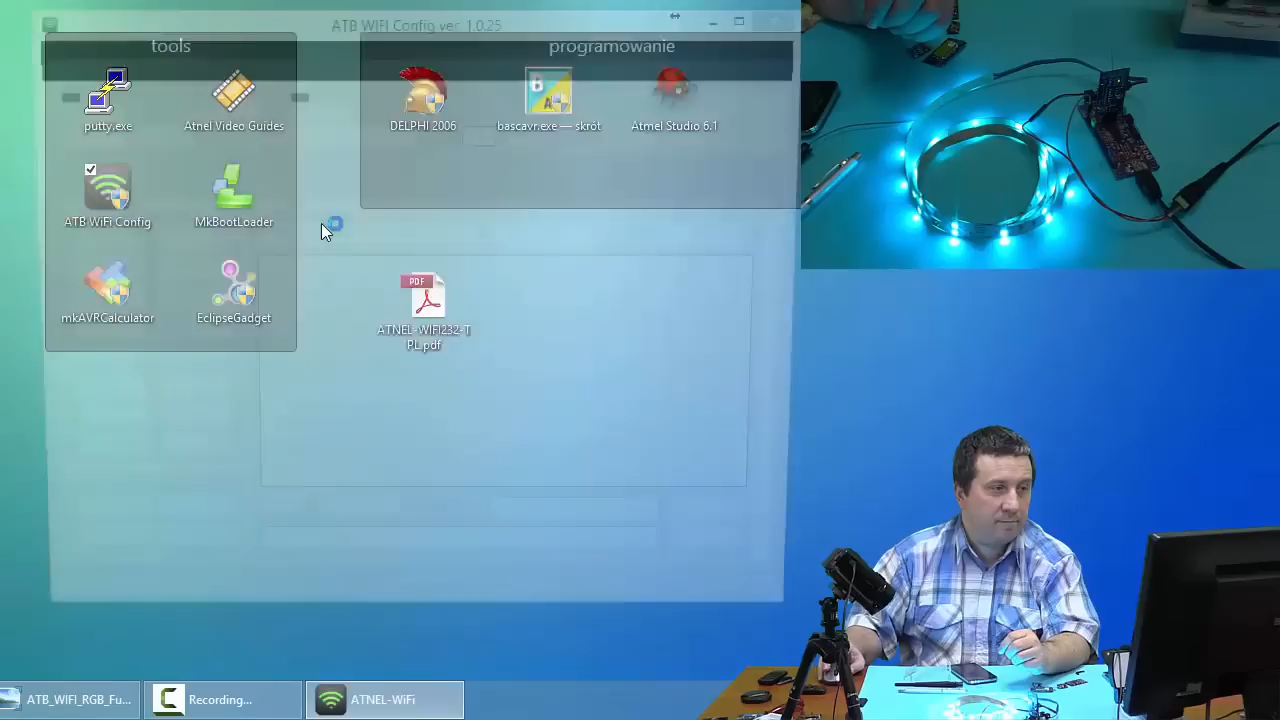 ATB WIFI Config ver. 1.0.25
tools
programowanie
putty.exe
Atnel Video Guides
DELPHI 2006
bascavr.exe — skrót
Atmel Studio 6.1
ATB WiFi Config
MkBootLoader
mkAVRCalculator
EclipseGadget
PDF
ATNEL-WIFI232-T
PL.pdf
ATB_WIFI_RGB_Fu...
Recording...
ATNEL-WiFi